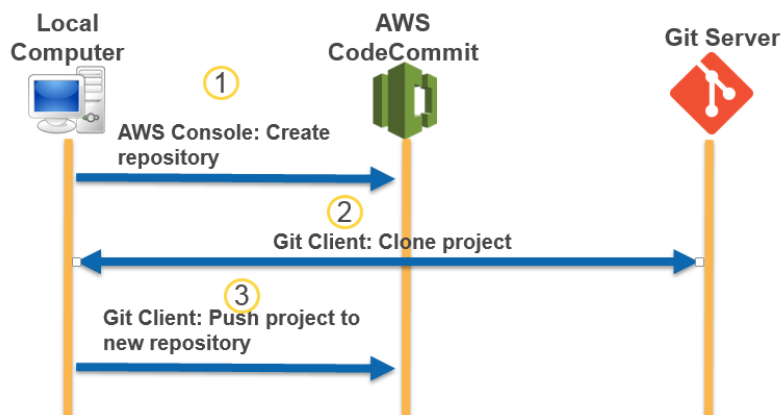 Local
Computer
AWS
CodeCommit
Git Server
1
AWS Console: Create
repository
2
Git Client: Clone project
3
Git Client: Push project to
new repository